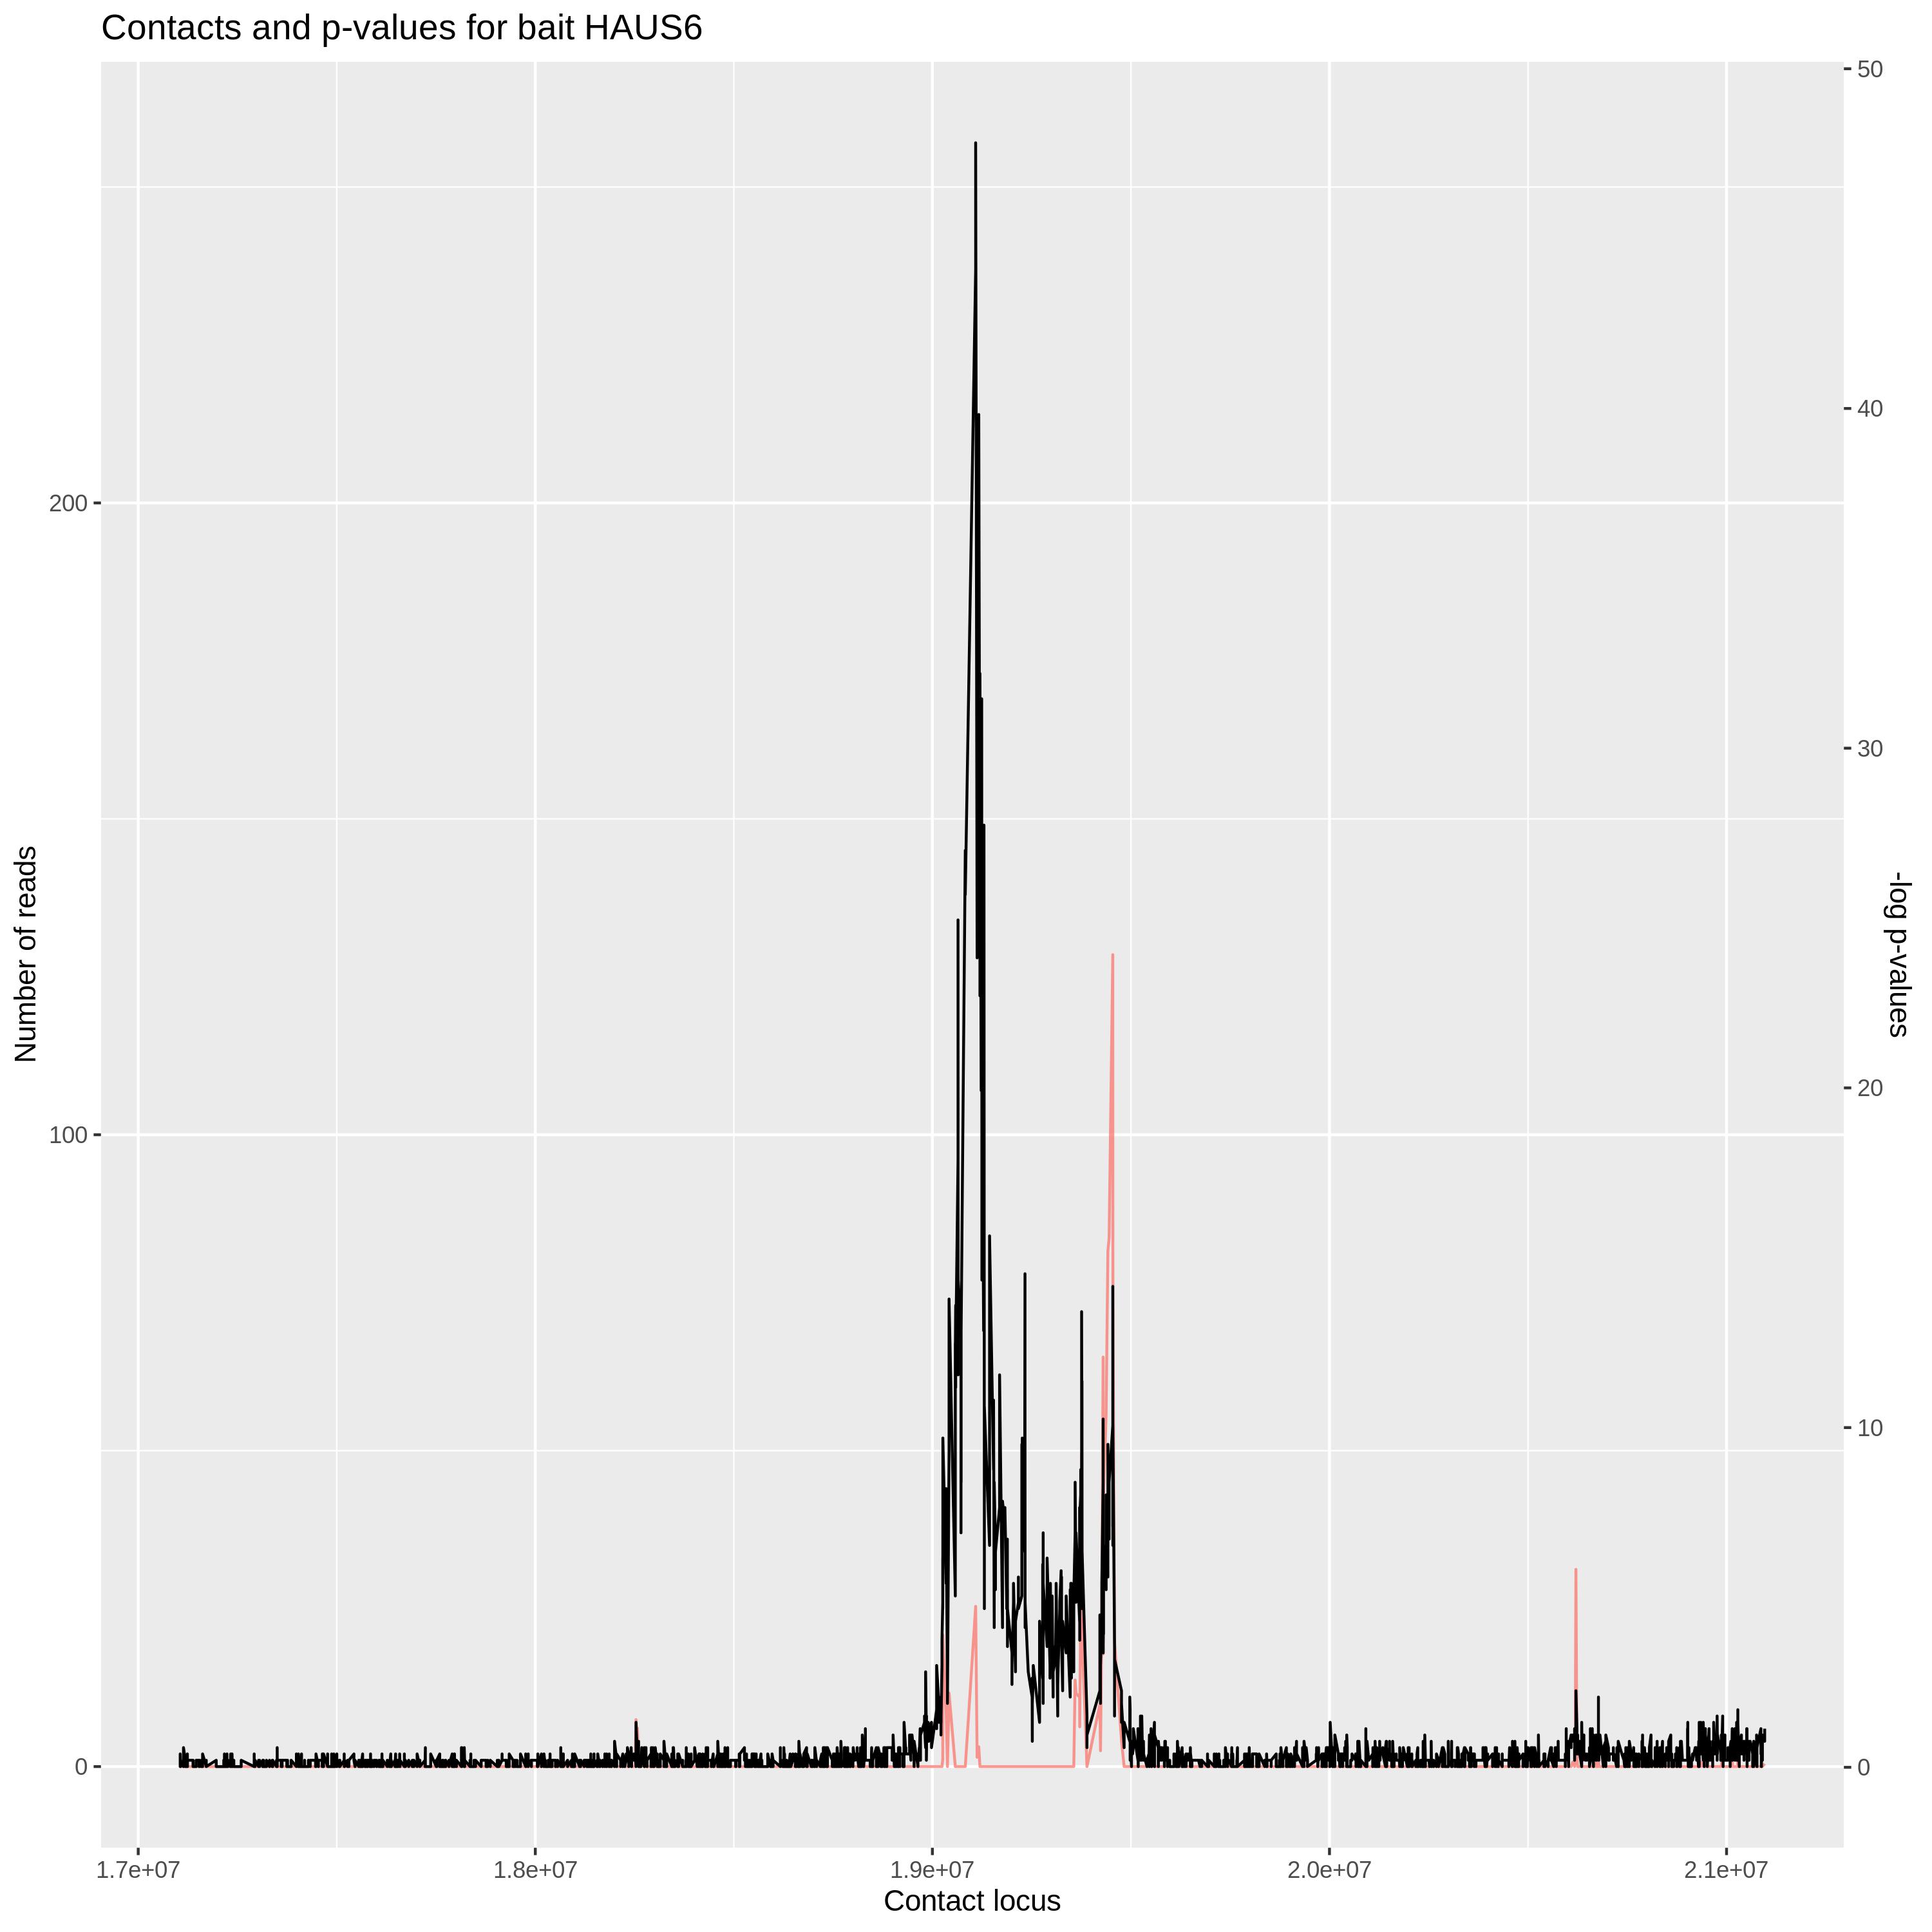 Contacts and p-values for bait HAUS6
Number of reads
200
100
0
50
40
30
20
10
0
-log p-values
1.7e+07
1.8e+07
1.9e+07
2.0e+07
2.1e+07
Contact locus